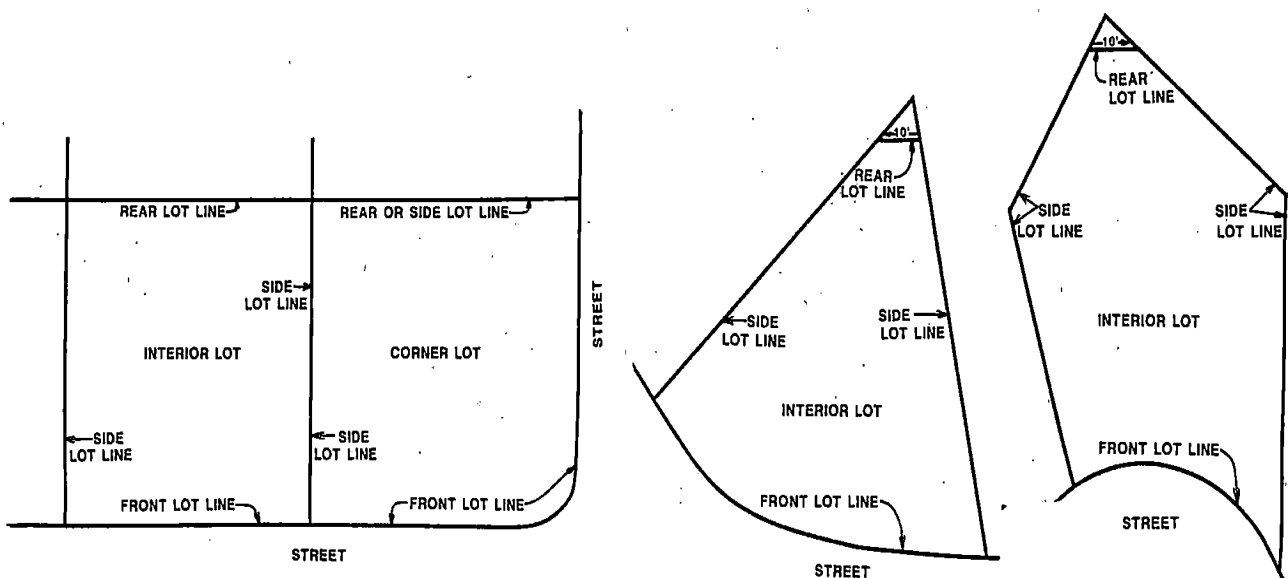 REAR LOT LINE
REAR OR SIDE LOT LINE
SIDE
LOT LINE
INTERIOR LOT
CORNER LOT
STREET
SIDE
LOT LINE
SIDE
LOT LINE
FRONT LOT LINE
FRONT LOT LINE
STREET
10'
REAR
LOT LINE
SIDE
LOT LINE
SIDE
LOT LINE
INTERIOR LOT
FRONT LOT LINE
STREET
10'
REAR
LOT LINE
SIDE
LOT LINE
SIDE
LOT LINE
INTERIOR LOT
FRONT LOT LINE
STREET